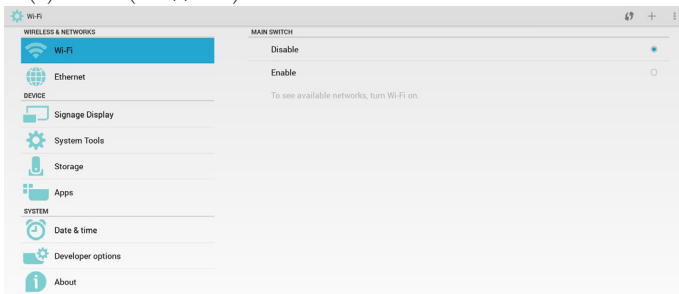 Wi-Fi
WIRELESS & NETWORKS
Wi-Fi
Ethernet
DEVICE
Signage Display
System Tools
Storage
Apps
SYSTEM
Date & time
Developer options
About
MAIN SWITCH
Disable
Enable
To see available networks, turn Wi-Fi on.